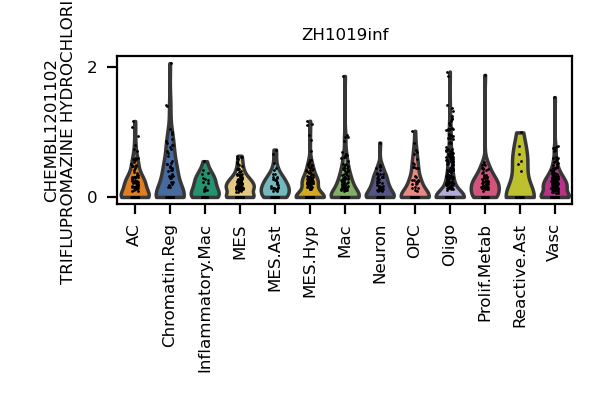 ZH1019inf
CHEMBL1201102
TRIFLUPROMAZINE HYDROCHLORI
2
0
AC
Chromatin.Reg
Inflammatory.Mac
MES
MES.Ast
MES.Hyp
Mac
Neuron
OPC
Oligo
Prolif.Metab
Reactive.Ast
Vasc